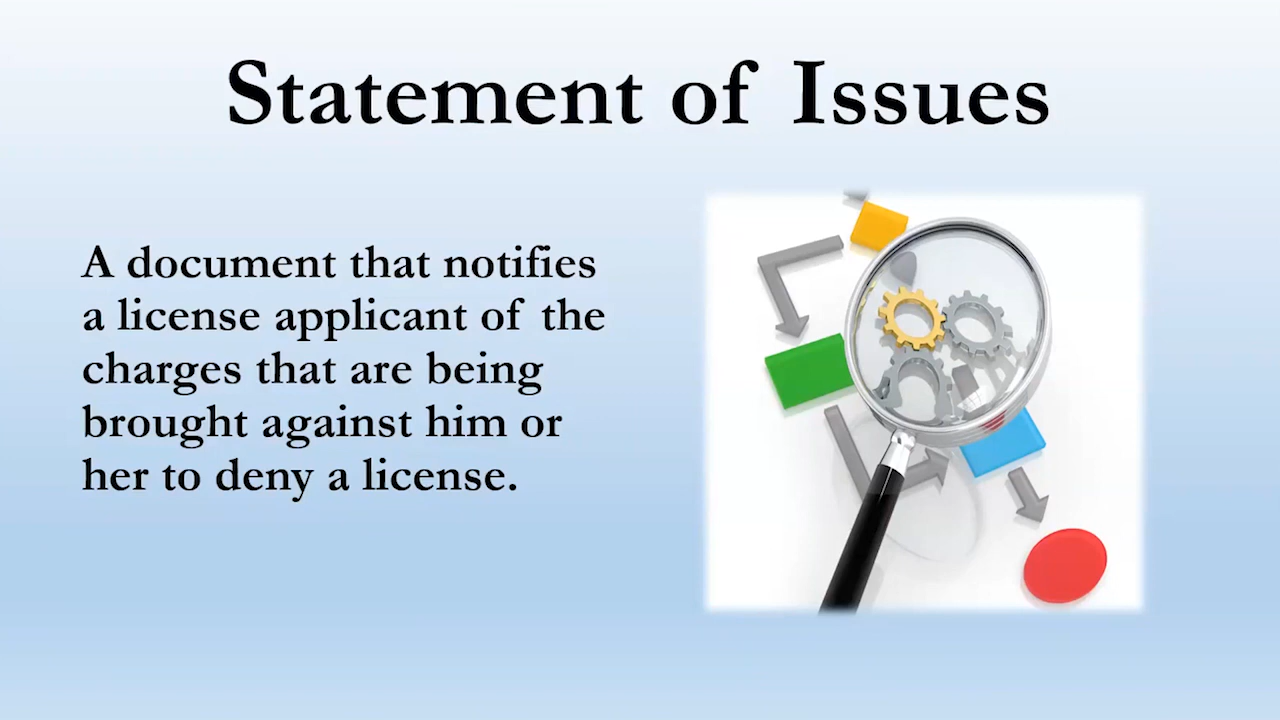 Statement of Issues
A document that notifies
a license applicant of the
charges that are being
brought against him or
her to deny a license.